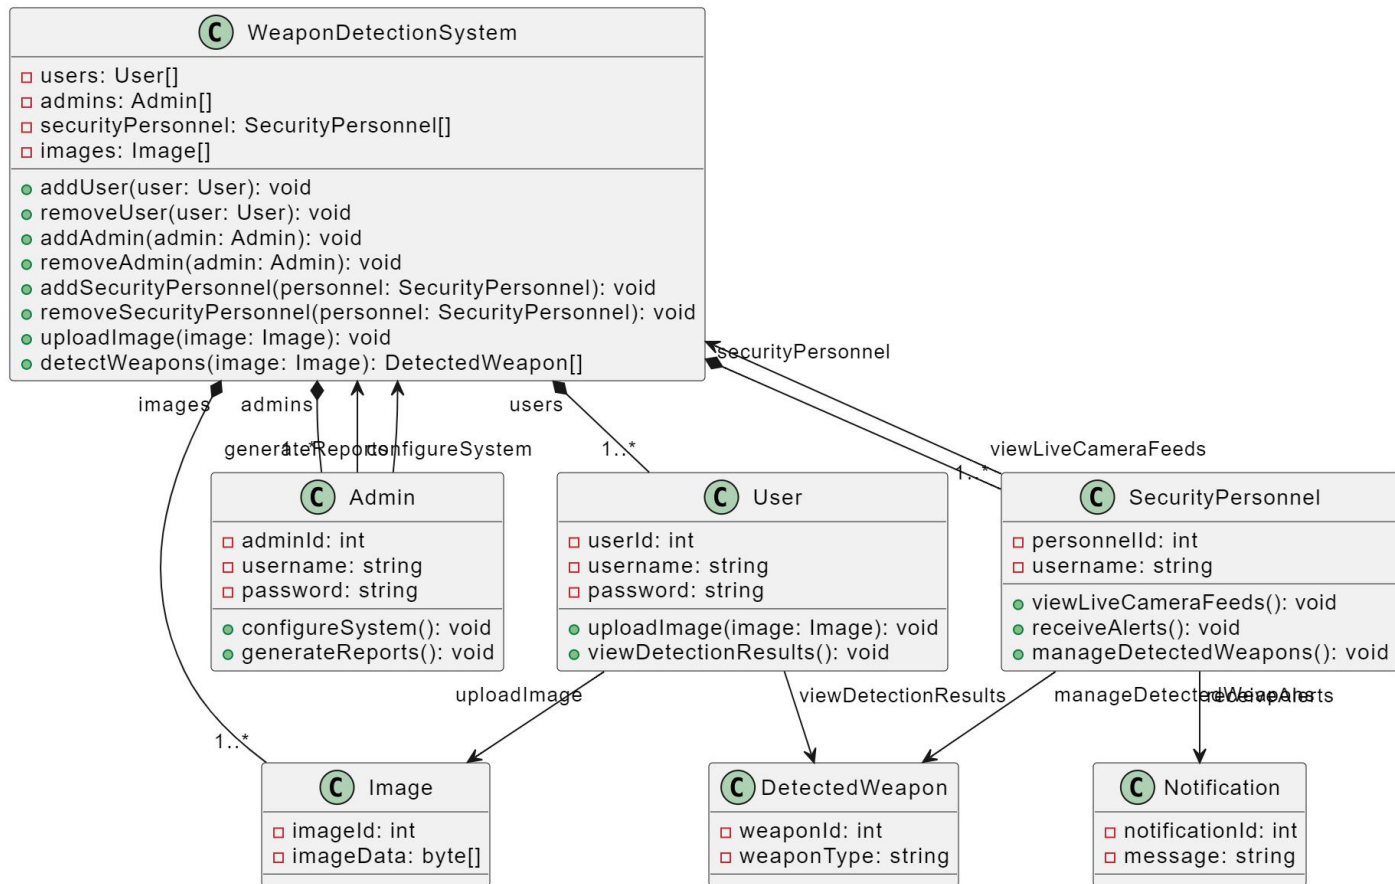 C WeaponDetectionSystem
users: User[]
admins: Admin[]
securityPersonnel: SecurityPersonnel[]
images: Image[]
addUser(user: User): void
removeUser(user: User): void
addAdmin(admin: Admin): void
removeAdmin(admin: Admin): void
addSecurityPersonnel(personnel: SecurityPersonnel): void
removeSecurityPersonnel(personnel: SecurityPersonnel): void
uploadImage(image: Image): void
detectWeapons(image: Image): DetectedWeapon[]
securityPersonnel
images
admins
users
generateReports
1..*
configureSystem
1..*
viewLiveCameraFeeds
1..*
C Admin
adminId: int
username: string
password: string
configureSystem(): void
generateReports(): void
C User
userId: int
username: string
password: string
uploadImage(image: Image): void
viewDetectionResults(): void
C SecurityPersonnel
personnelId: int
username: string
viewLiveCameraFeeds(): void
receiveAlerts(): void
manageDetectedWeapons(): void
uploadImage
viewDetectionResults
manageDetectedWeapons
receiveAlerts
1..*
C Image
imageId: int
imageData: byte[]
C DetectedWeapon
weaponId: int
weaponType: string
C Notification
notificationId: int
message: string